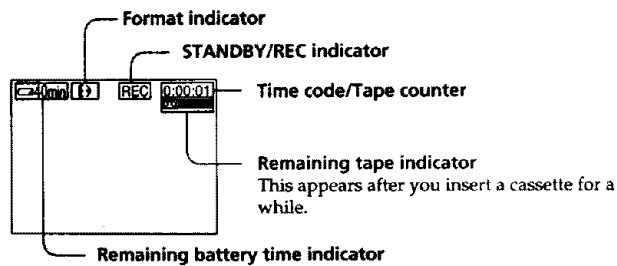 Format indicator
STANDBY/REC indicator
40min
REC
0:00:01
Time code/Tape counter
Remaining tape indicator
This appears after you insert a cassette for a
while.
Remaining battery time indicator